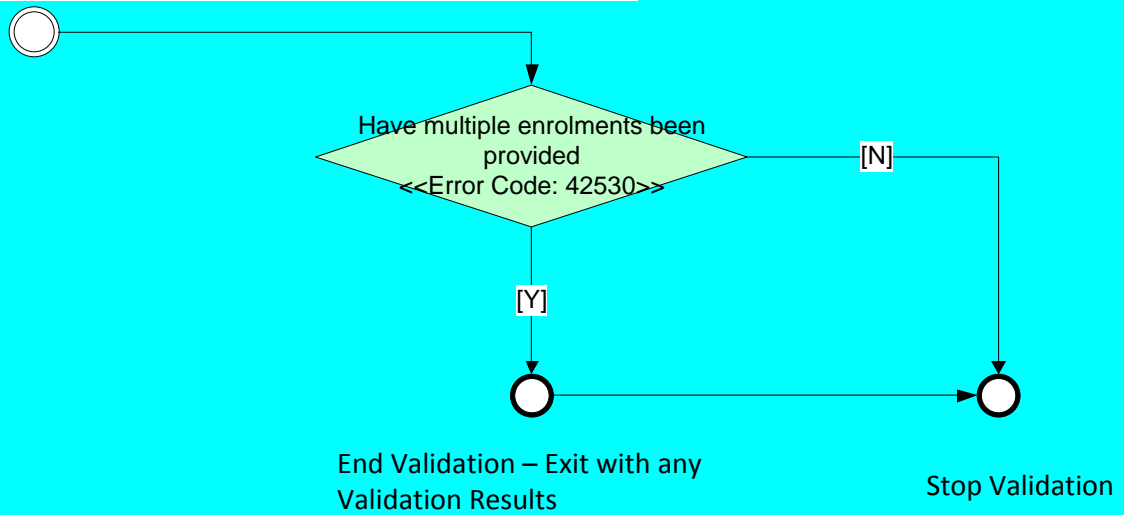 Have multiple enrolments been
provided
<<Error Code: 42530>>
[N]
[Y]
End Validation – Exit with any
Validation Results
Stop Validation